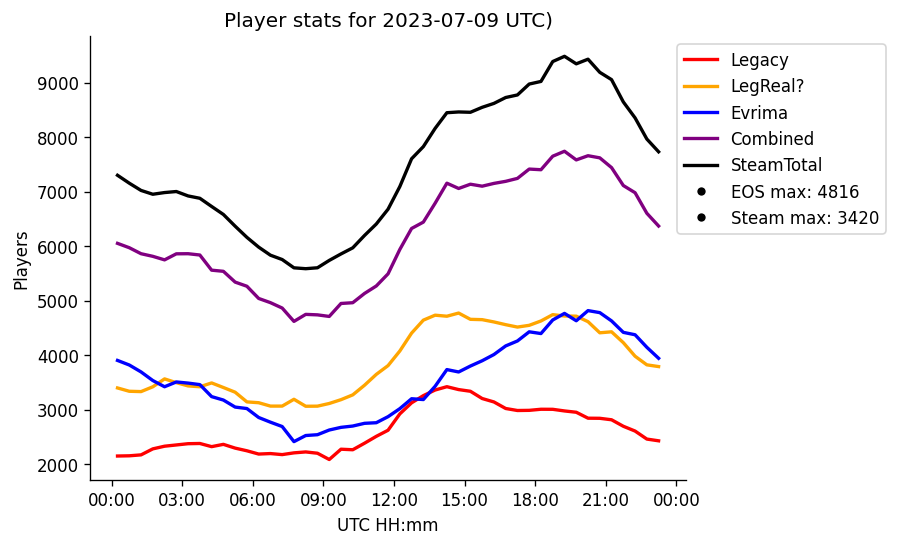 Player stats for 2023-07-09 UTC)
Legacy
LegReal?
Evrima
Combined
SteamTotal
EOS max: 4816
Steam max: 3420
Players
9000
8000
7000
6000
5000
4000
3000
2000
00:00 03:00 06:00 09:00 12:00 15:00 18:00 21:00 00:00
UTC HH:mm